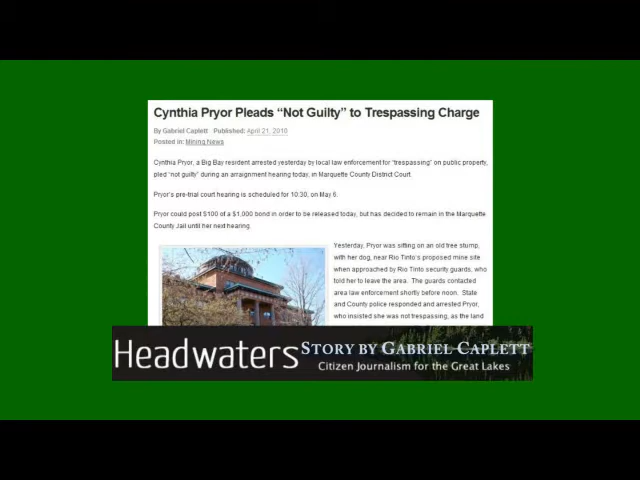 Cynthia Pryor Pleads “Not Guilty” to Trespassing Charge
By Gabriel Caplett Published: April 21, 2010
Posted in: Mining News
Cynthia Pryor, a Big Bay resident arrested yesterday by local law enforcement for “trespassing” on public property,
pled “not guilty” during an arraignment hearing today, in Marquette County District Court.
Pryor’s pre-trial court hearing is scheduled for 10:30, on May 6.
Pryor could post $100 of a $1,000 bond in order to be released today, but has decided to remain in the Marquette
County Jail until her next hearing.
Yesterday, Pryor was sitting on an old tree stump,
with her dog, near Rio Tinto’s proposed mine site
when approached by Rio Tinto security guards, who
told her to leave the area. The guards contacted
area law enforcement shortly before noon. State
and County police responded and arrested Pryor,
who insisted she was not trespassing, as the land
Headwaters STORY BY GABRIEL CAPLETT
Citizen Journalism for the Great Lakes